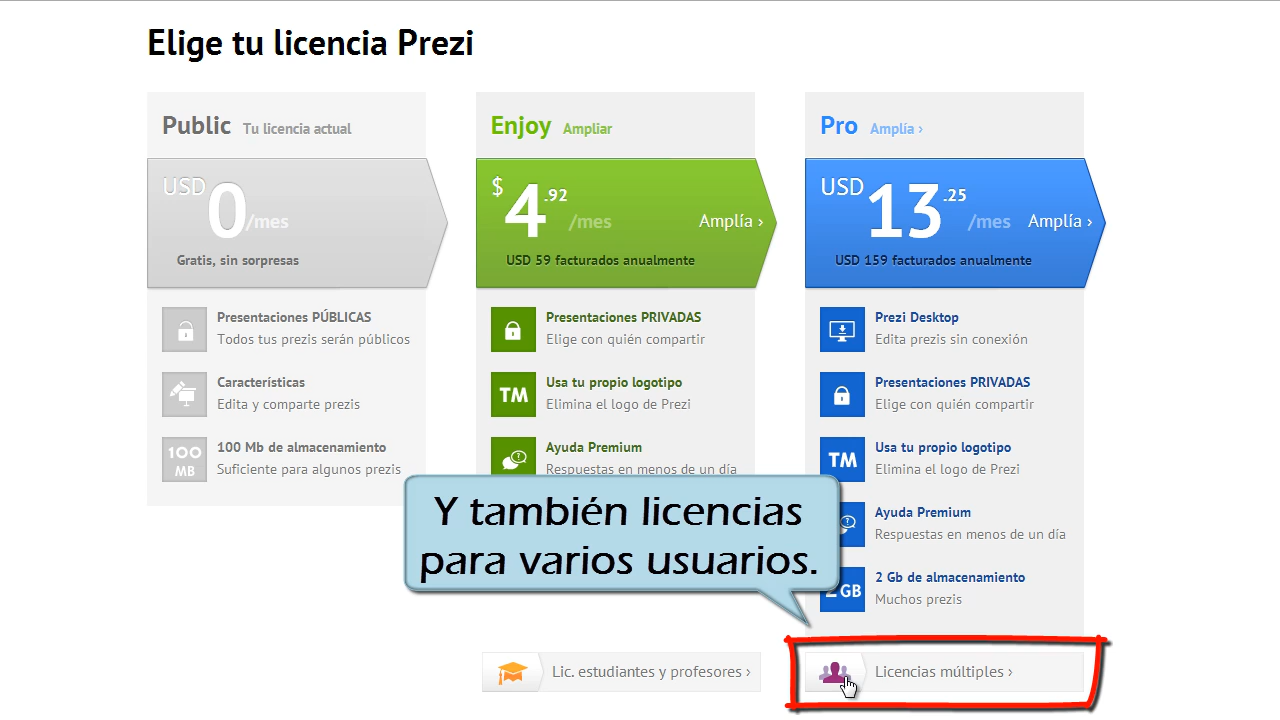 Elige tu licencia Prezi
Public Tu licencia actual
USD 0 /mes
Gratis, sin sorpresas
Presentaciones PÚBLICAS
Todos tus prezis serán públicos
Características
Edita y comparte prezis
100 MB
100 Mb de almacenamiento
Suficiente para algunos prezis
Enjoy Ampliar
$ 4.92 /mes Amplía ›
USD 59 facturados anualmente
Presentaciones PRIVADAS
Elige con quién compartir
TM
Usa tu propio logotipo
Elimina el logo de Prezi
Ayuda Premium
Respuestas en menos de un día
Pro Amplía ›
USD 13.25 /mes Amplía ›
USD 159 facturados anualmente
Prezi Desktop
Edita prezis sin conexión
Presentaciones PRIVADAS
Elige con quién compartir
TM
Usa tu propio logotipo
Elimina el logo de Prezi
Ayuda Premium
Respuestas en menos de un día
GB
2 Gb de almacenamiento
Muchos prezis
Y también licencias
para varios usuarios.
Lic. estudiantes y profesores ›
Licencias múltiples ›